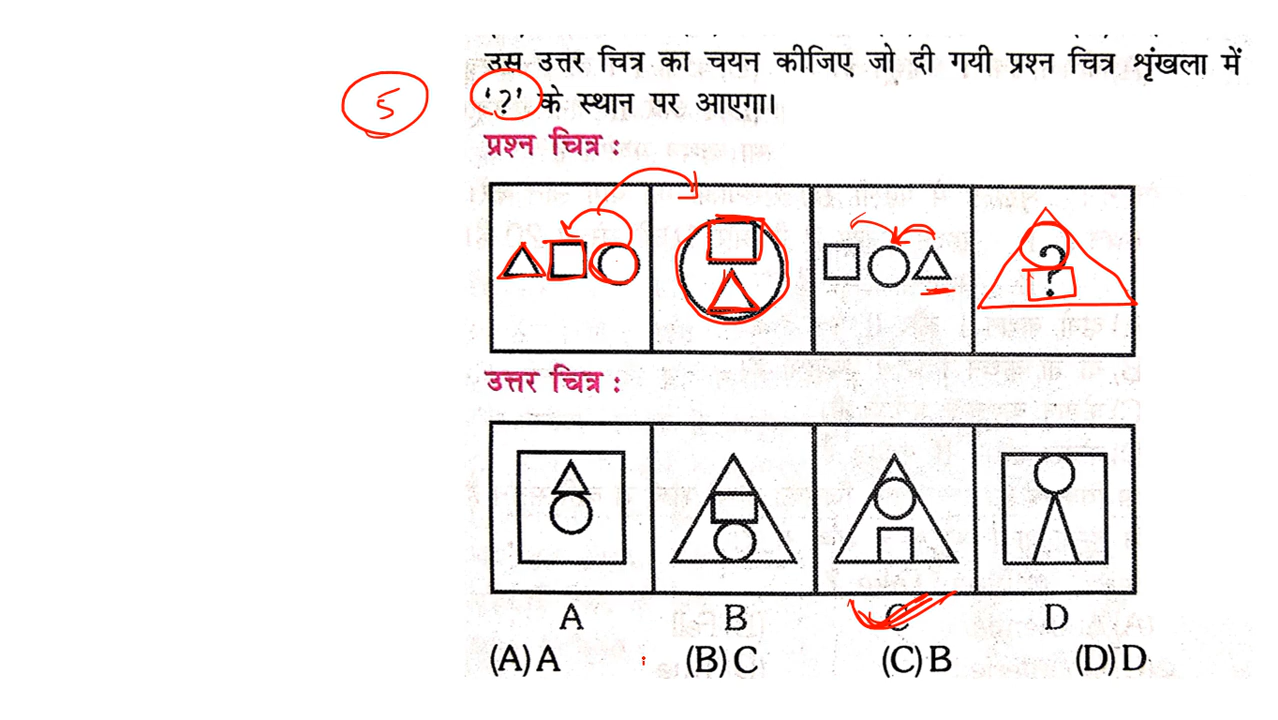 उस उत्तर चित्र का चयन कीजिए जो दी गयी प्रश्न चित्र शृंखला में
5
'?' के स्थान पर आएगा।
प्रश्न चित्र :
?
उत्तर चित्र :
A B C D
(A) A (B) C (C) B (D) D